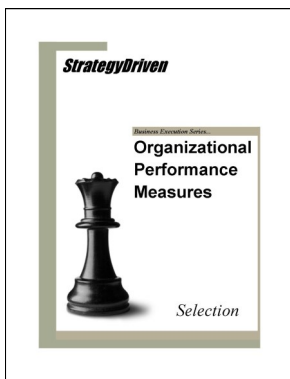 StrategyDriven
Business Execution Series...
Organizational
Performance
Measures
Selection